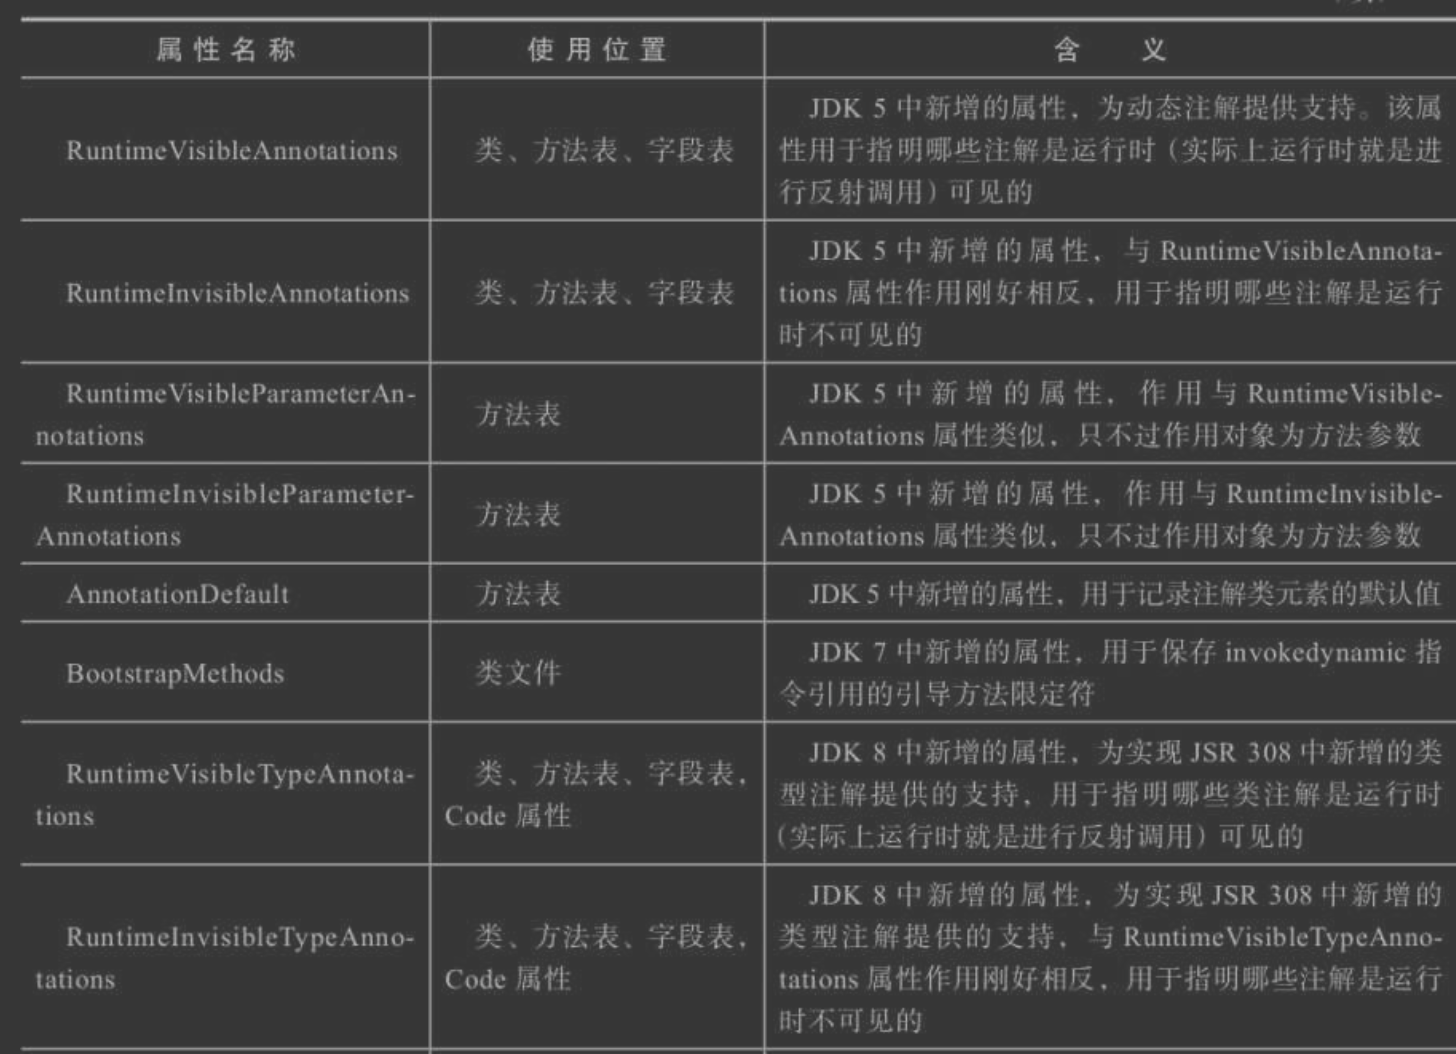 属性名称 使用位置 含 义
RuntimeVisibleAnnotations
类、方法表、字段表
JDK 5 中新增的属性，为动态注解提供支持。该属
性用于指明哪些注解是运行时（实际上运行时就是进
行反射调用）可见的
RuntimeInvisibleAnnotations
类、方法表、字段表
JDK 5 中新增的属性，与 RuntimeVisibleAnnota-
tions 属性作用刚好相反，用于指明哪些注解是运行
时不可见的
RuntimeVisibleParameterAn-
notations
方法表
JDK 5 中新增的属性，作用与 RuntimeVisible-
Annotations 属性类似，只不过作用对象为方法参数
RuntimeInvisibleParameter-
Annotations
方法表
JDK 5 中新增的属性，作用与 RuntimeInvisible-
Annotations 属性类似，只不过作用对象为方法参数
AnnotationDefault
方法表
JDK 5 中新增的属性，用于记录注解类元素的默认值
BootstrapMethods
类文件
JDK 7 中新增的属性，用于保存 invokedynamic 指
令引用的引导方法限定符
RuntimeVisibleTypeAnnota-
tions
类、方法表、字段表，
Code 属性
JDK 8 中新增的属性，为实现 JSR 308 中新增的类
型注解提供的支持，用于指明哪些类注解是运行时
（实际上运行时就是进行反射调用）可见的
RuntimeInvisibleTypeAnno-
tations
类、方法表、字段表，
Code 属性
JDK 8 中新增的属性，为实现 JSR 308 中新增的
类型注解提供的支持，与 RuntimeVisibleTypeAnno-
tations 属性作用刚好相反，用于指明哪些注解是运行
时不可见的